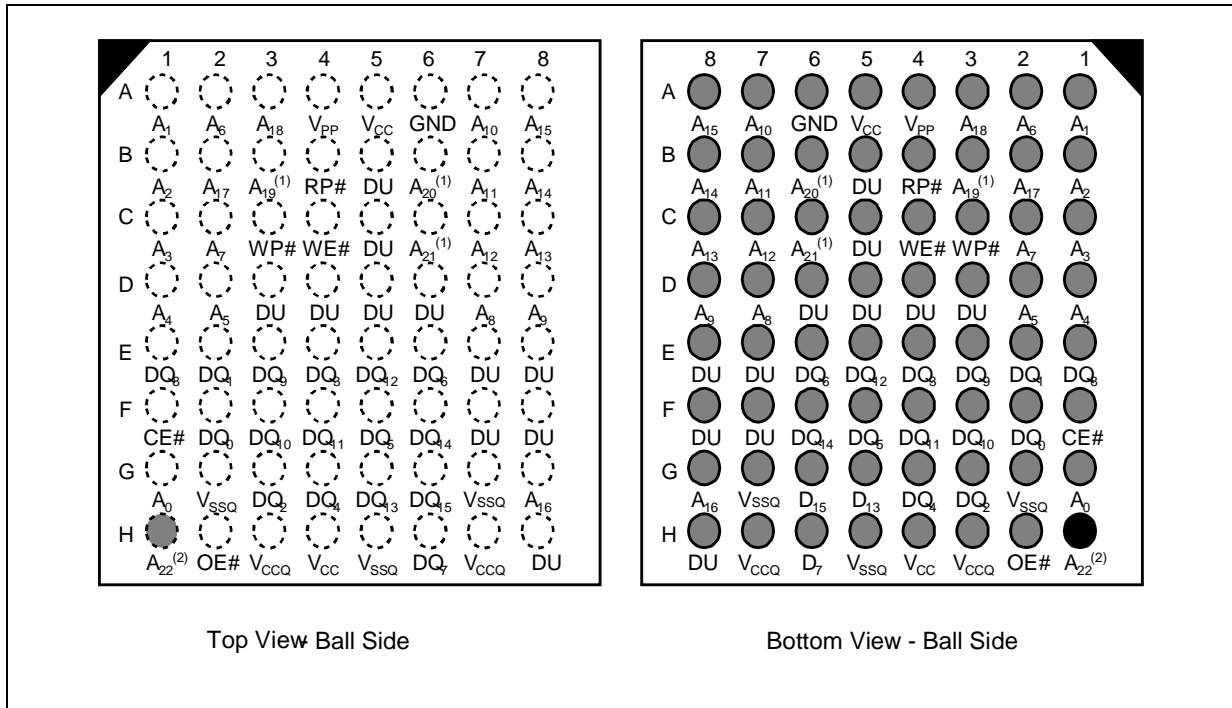 1 2 3 4 5 6 7 8
A
A1 A6 A18 VPP VCC GND A10 A15
B
A2 A17 A19(1) RP# DU A20(1) A11 A14
C
A3 A7 WP# WE# DU A21(1) A12 A13
D
A4 A5 DU DU DU DU A8 A9
E
DQ8 DQ1 DQ9 DQ3 DQ12 DQ6 DU DU
F
CE# DQ0 DQ10 DQ11 DQ5 DQ14 DU DU
G
A0 VSSQ DQ2 DQ4 DQ13 DQ15 VSSQ A16
H
A22(2) OE# VCCQ VCC VSSQ DQ7 VCCQ DU
Top View - Ball Side
8 7 6 5 4 3 2 1
A
A15 A10 GND VCC VPP A18 A6 A1
B
A14 A11 A20(1) DU RP# A19(1) A17 A2
C
A13 A12 A21(1) DU WE# WP# A7 A3
D
A9 A8 DU DU DU DU A5 A4
E
DU DU DQ6 DQ12 DQ3 DQ9 DQ1 DQ8
F
DU DU DQ14 DQ5 DQ11 DQ10 DQ0 CE#
G
A16 VSSQ D15 D13 DQ4 DQ2 VSSQ A0
H
DU VCCQ D7 VSSQ VCC VCCQ OE# A22(2)
Bottom View - Ball Side